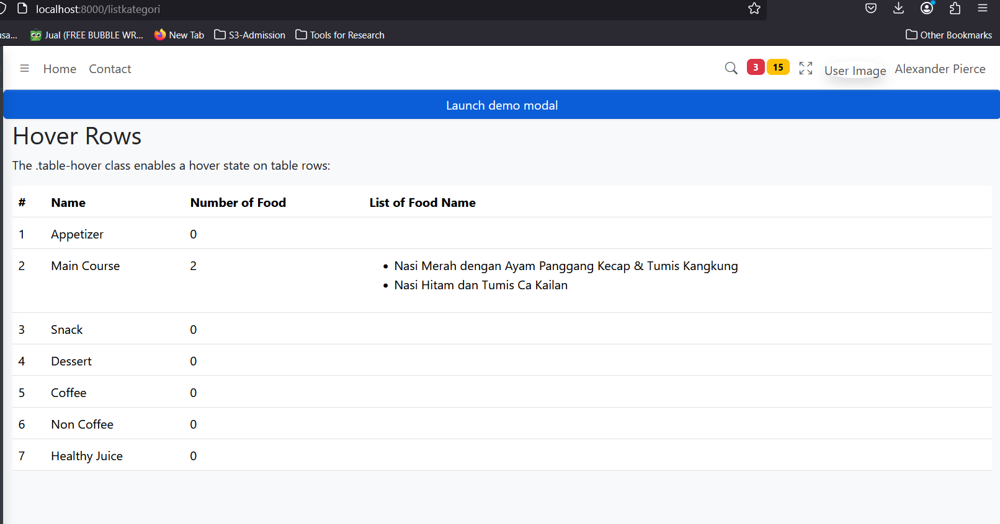 localhost:8000/listkategori
usa... Jual (FREE BUBBLE WR... New Tab S3-Admission Tools for Research Other Bookmarks
Home Contact 3 15 User Image Alexander Pierce
Launch demo modal
Hover Rows
The .table-hover class enables a hover state on table rows:
# Name Number of Food List of Food Name
1 Appetizer 0
2 Main Course 2 • Nasi Merah dengan Ayam Panggang Kecap & Tumis Kangkung
• Nasi Hitam dan Tumis Ca Kailan
3 Snack 0
4 Dessert 0
5 Coffee 0
6 Non Coffee 0
7 Healthy Juice 0